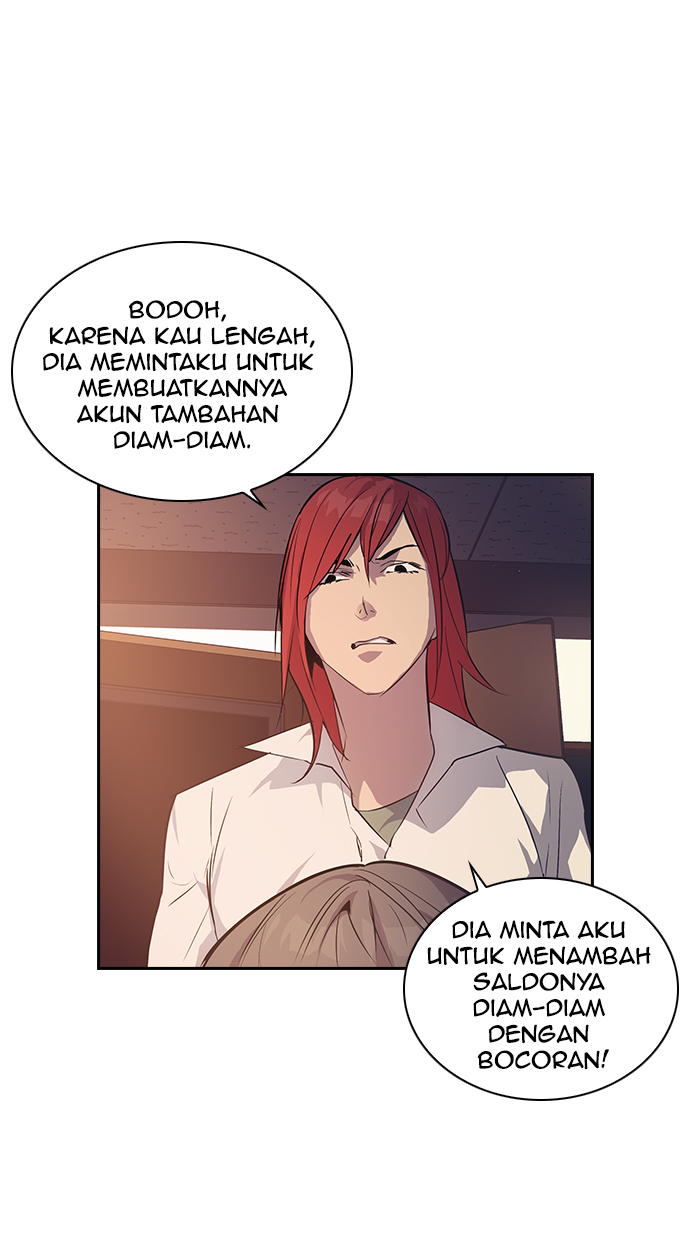 BODOH,
KARENA KAU LENGAH,
DIA MEMINTAKU UNTUK
MEMBUATKANNYA
AKUN TAMBAHAN
DIAM-DIAM.
DIA MINTA AKU
UNTUK MENAMBAH
SALDONYA
DIAM-DIAM
DENGAN
BOCORAN!